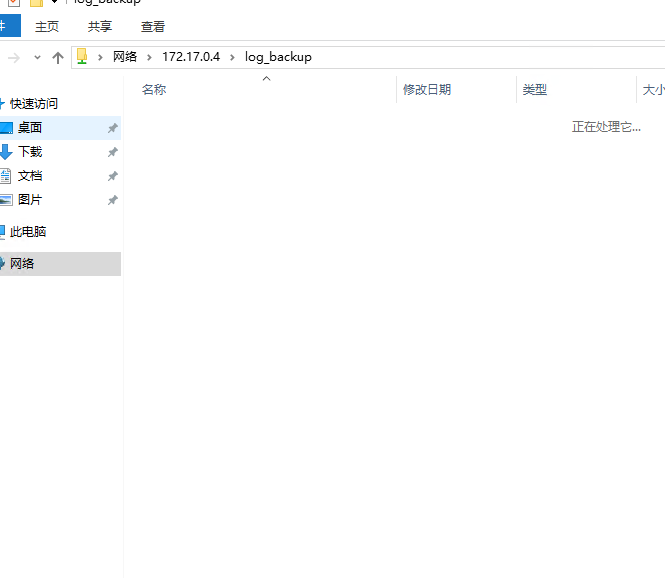 log_backup
件
主页 共享 查看
网络 172.17.0.4 log_backup
名称 修改日期 类型 大小
快速访问
正在处理它...
桌面
下载
文档
图片
此电脑
网络